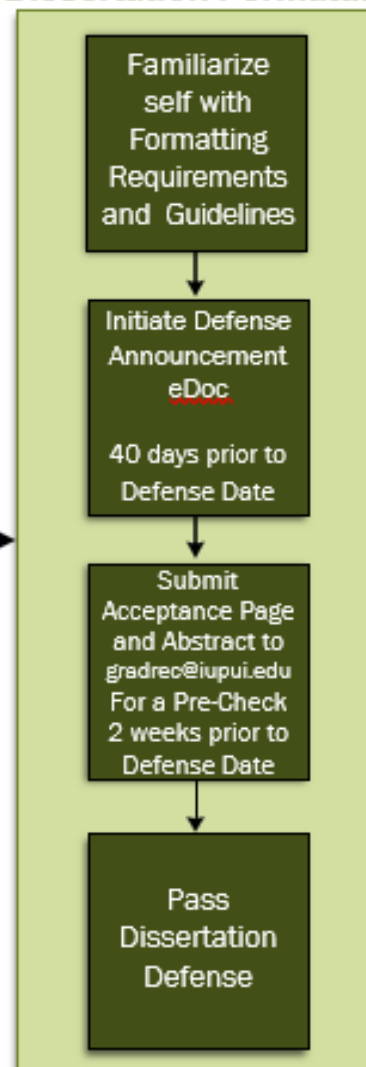 Familiarize
self with
Formatting
Requirements
and Guidelines
Initiate Defense
Announcement
eDoc
40 days prior to
Defense Date
Submit
Acceptance Page
and Abstract to
gradrec@iupui.edu
For a Pre-Check
2 weeks prior to
Defense Date
Pass
Dissertation
Defense